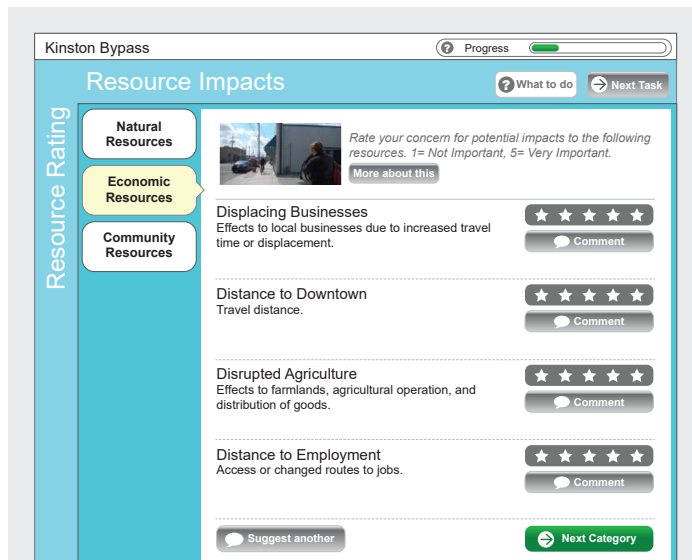 Kinston Bypass
Progress
Resource Impacts
What to do
Next Task
Resource Rating
Natural
Resources
Economic
Resources
Community
Resources
Rate your concern for potential impacts to the following
resources. 1= Not Important, 5= Very Important.
More about this
Displacing Businesses
Effects to local businesses due to increased travel
time or displacement.
Comment
Distance to Downtown
Travel distance.
Comment
Disrupted Agriculture
Effects to farmlands, agricultural operation, and
distribution of goods.
Comment
Distance to Employment
Access or changed routes to jobs.
Comment
Suggest another
Next Category